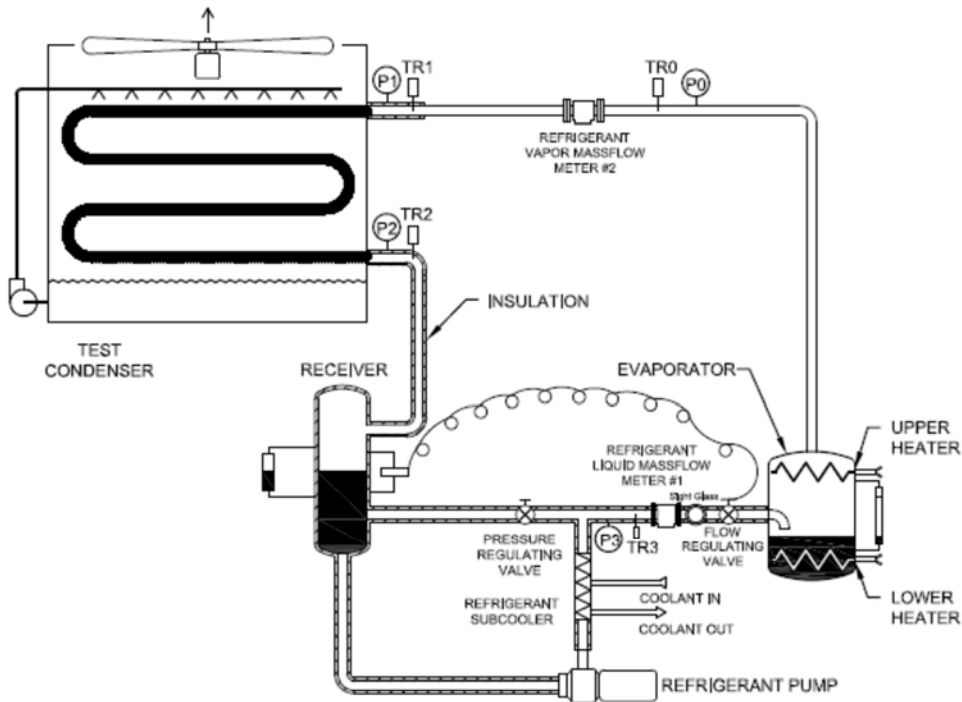 P1
TR1
TR0
P0
REFRIGERANT
VAPOR MASSFLOW
METER #2
P2
TR2
INSULATION
TEST
CONDENSER
RECEIVER
EVAPORATOR
UPPER
HEATER
REFRIGERANT
LIQUID MASSFLOW
METER #1
Sight Glass
PRESSURE
REGULATING
VALVE
P3
TR3
FLOW
REGULATING
VALVE
REFRIGERANT
SUBCOOLER
COOLANT IN
COOLANT OUT
LOWER
HEATER
REFRIGERANT PUMP